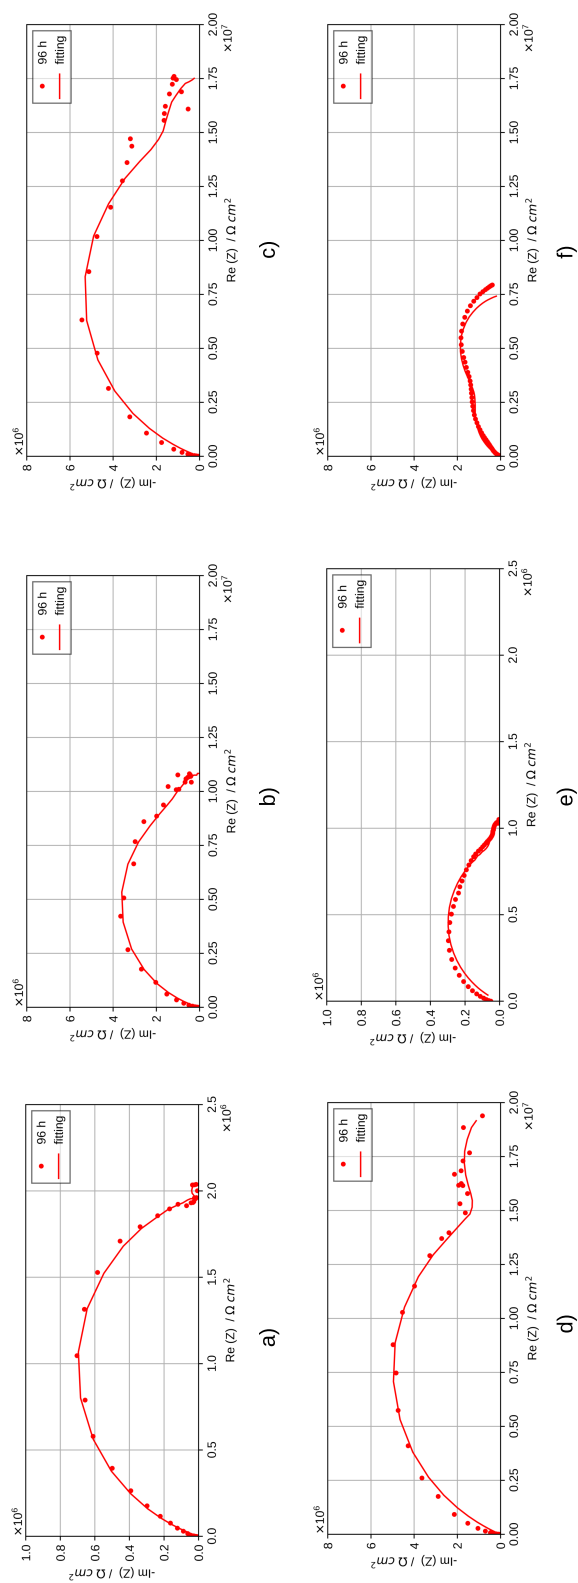 ×10⁶
1.0
0.8
0.6
0.4
0.2
0.0
-Im (Z) / Ω cm²
96 h
fitting
0.0 0.5 1.0 1.5 2.0 2.5
×10⁶
Re (Z) / Ω cm²
a)
×10⁶
8
6
4
2
0
-Im (Z) / Ω cm²
96 h
fitting
0.00 0.25 0.50 0.75 1.00 1.25 1.50 1.75 2.00
×10⁷
Re (Z) / Ω cm²
b)
×10⁶
8
6
4
2
0
-Im (Z) / Ω cm²
96 h
fitting
0.00 0.25 0.50 0.75 1.00 1.25 1.50 1.75 2.00
×10⁷
Re (Z) / Ω cm²
c)
×10⁶
8
6
4
2
0
-Im (Z) / Ω cm²
96 h
fitting
0.00 0.25 0.50 0.75 1.00 1.25 1.50 1.75 2.00
×10⁷
Re (Z) / Ω cm²
d)
×10⁶
1.0
0.8
0.6
0.4
0.2
0.0
-Im (Z) / Ω cm²
96 h
fitting
0.0 0.5 1.0 1.5 2.0 2.5
×10⁶
Re (Z) / Ω cm²
e)
×10⁶
8
6
4
2
0
-Im (Z) / Ω cm²
96 h
fitting
0.00 0.25 0.50 0.75 1.00 1.25 1.50 1.75 2.00
×10⁷
Re (Z) / Ω cm²
f)